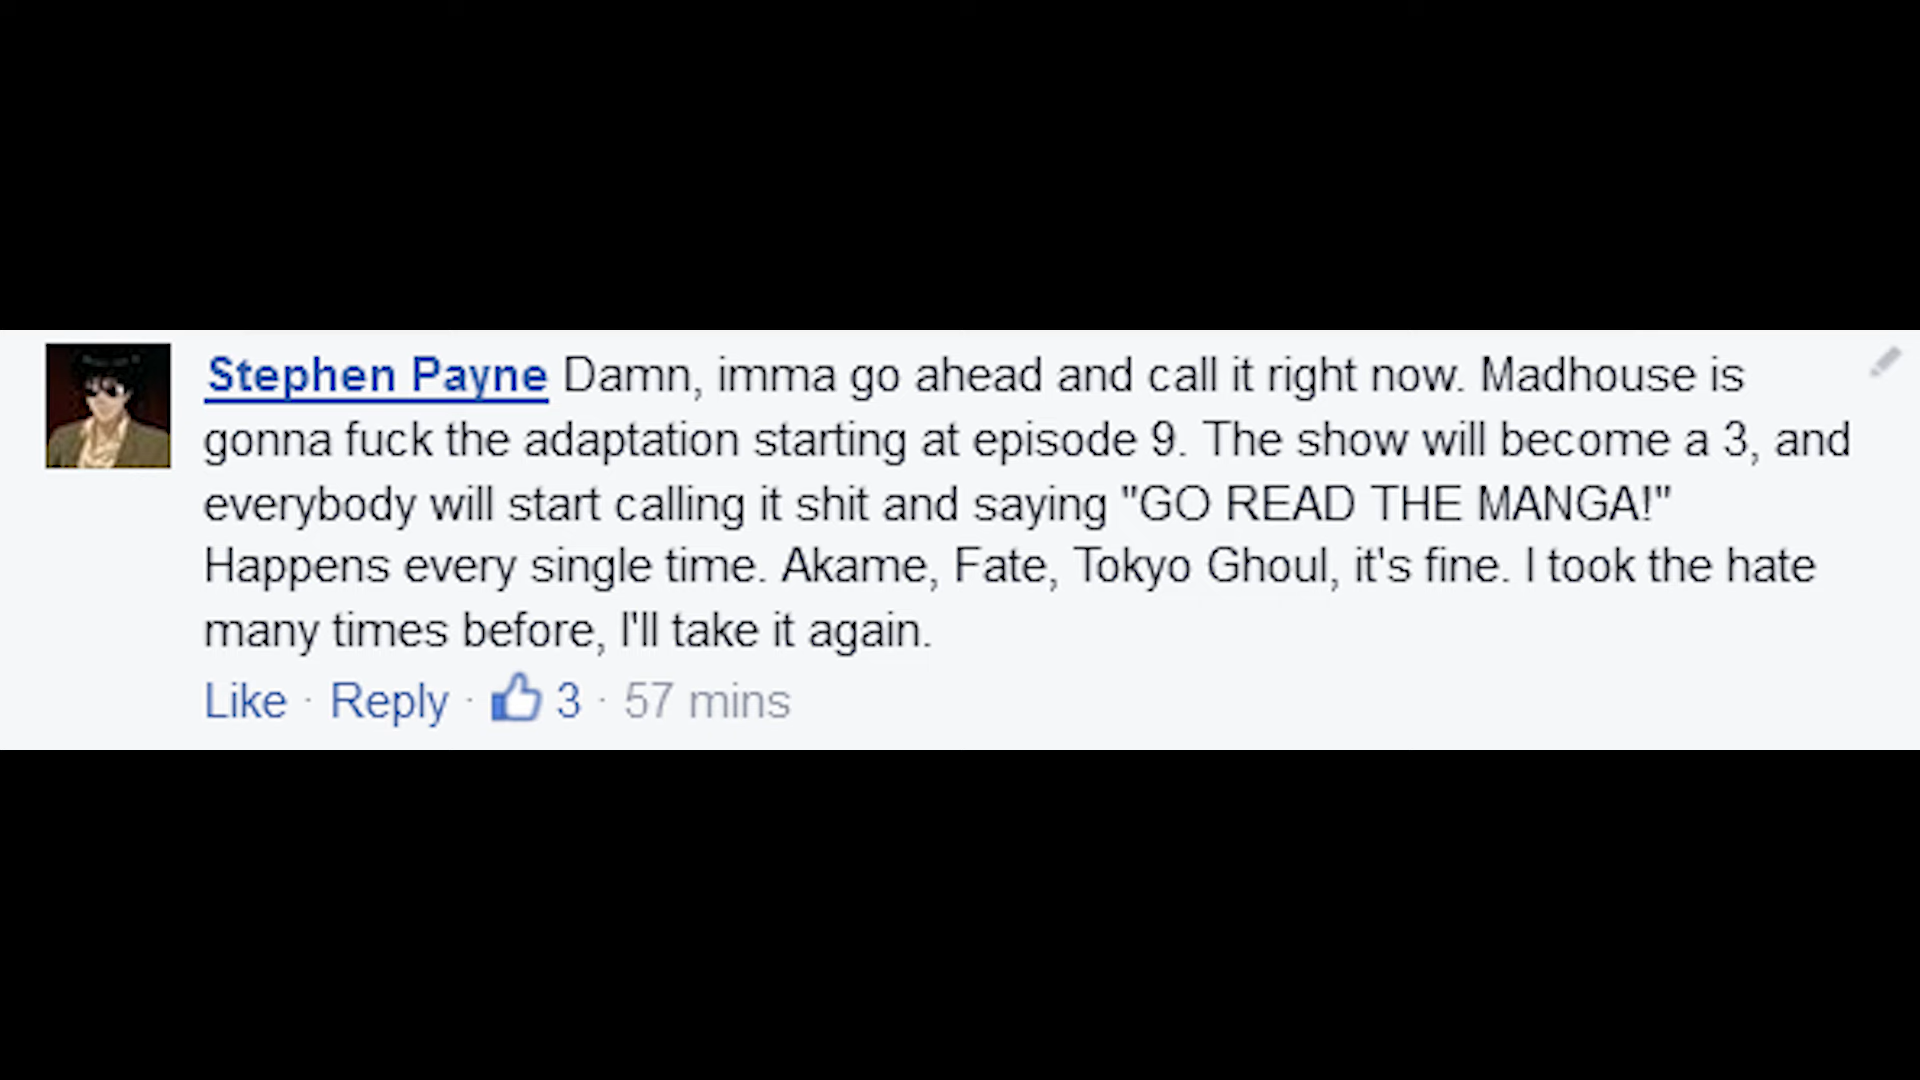 Stephen Payne Damn, imma go ahead and call it right now. Madhouse is
gonna fuck the adaptation starting at episode 9. The show will become a 3, and
everybody will start calling it shit and saying "GO READ THE MANGA!"
Happens every single time. Akame, Fate, Tokyo Ghoul, it's fine. I took the hate
many times before, I'll take it again.
Like · Reply · 3 · 57 mins